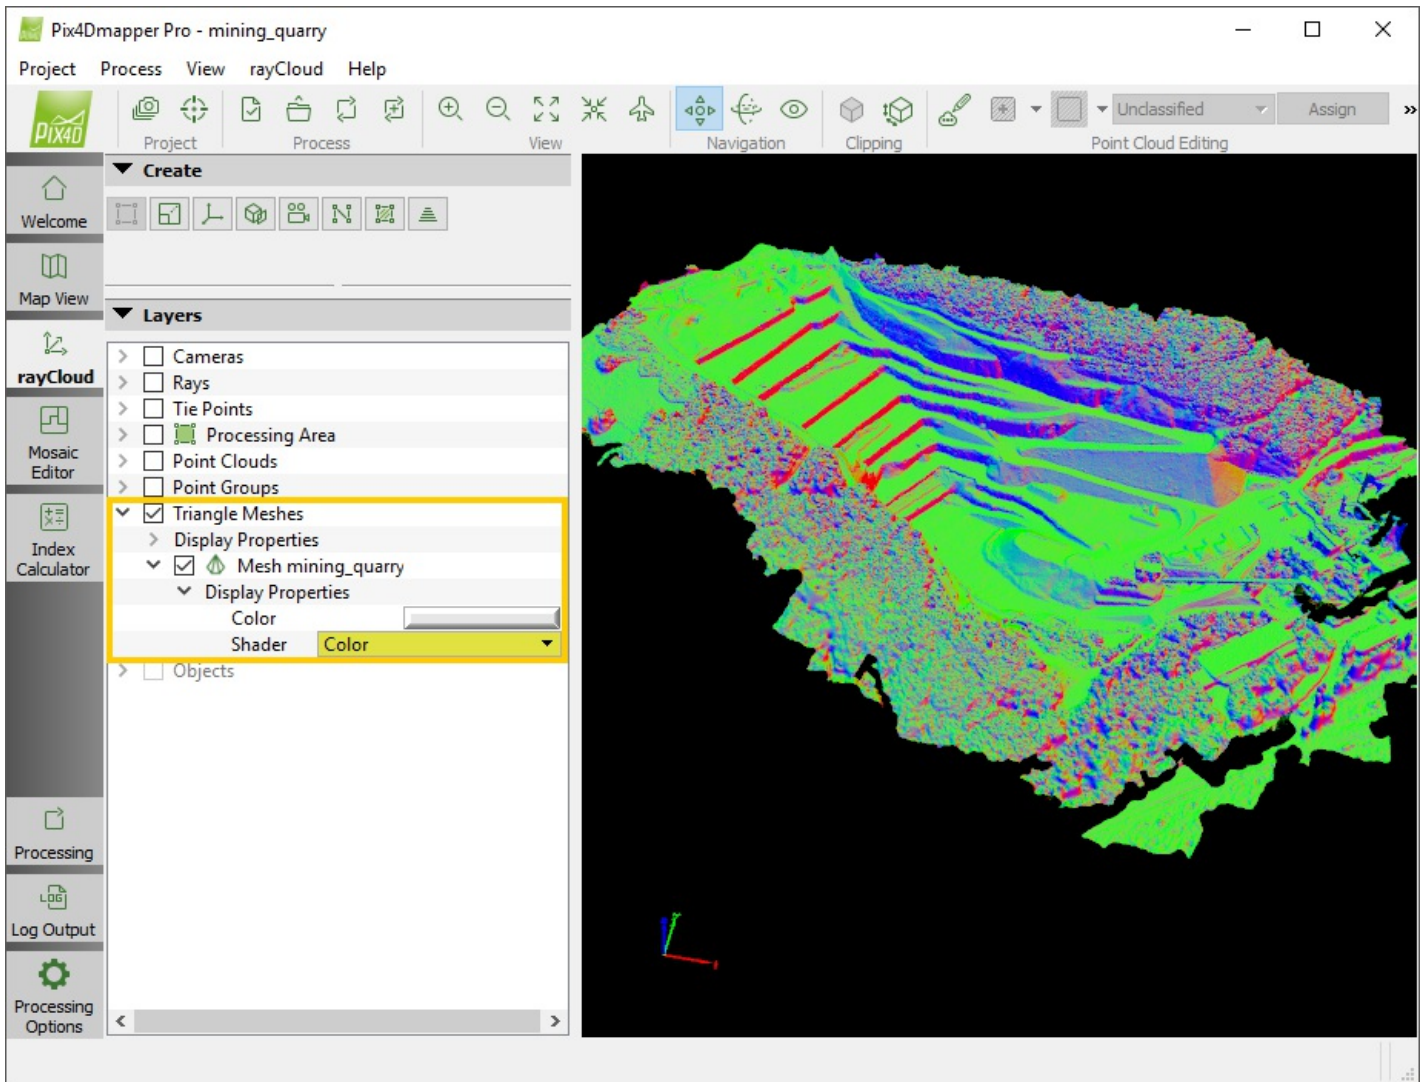 Pix4Dmapper Pro - mining_quarry
Project Process View rayCloud Help
PIX4D
Unclassified Assign »
Project Process View Navigation Clipping Point Cloud Editing
Welcome
Map View
rayCloud
Mosaic
Editor
Index
Calculator
Processing
LOG
Log Output
Processing
Options
Create
Layers
Cameras
Rays
Tie Points
Processing Area
Point Clouds
Point Groups
Triangle Meshes
Display Properties
Mesh mining_quarry
Display Properties
Color
Shader Color
Objects